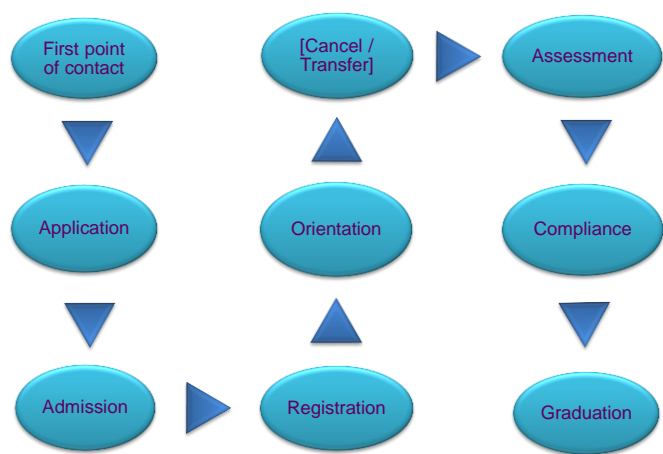 First point
of contact
[Cancel /
Transfer]
Assessment
Application
Orientation
Compliance
Admission
Registration
Graduation